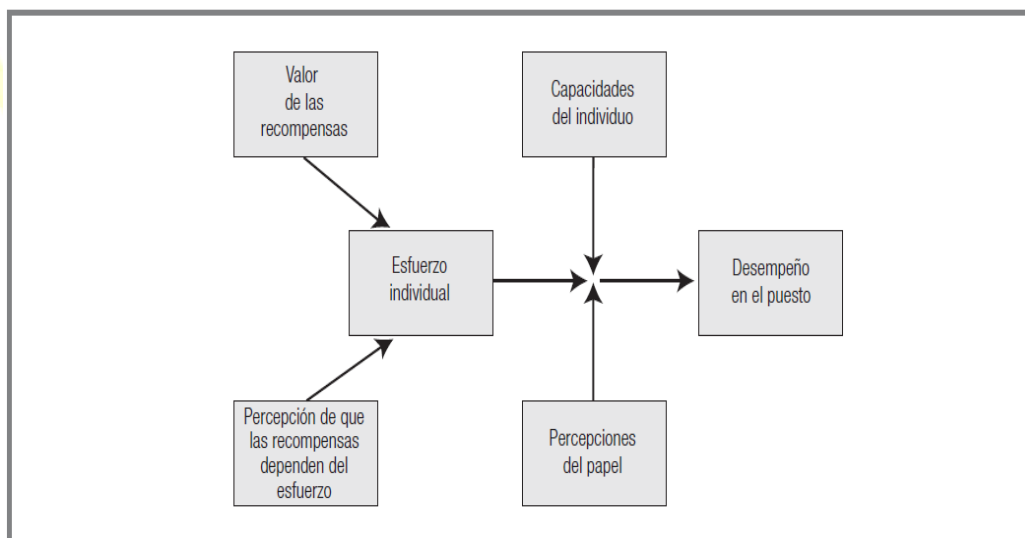 Valor
de las
recompensas
Capacidades
del individuo
Esfuerzo
individual
Desempeño
en el puesto
Percepción de que
las recompensas
dependen del
esfuerzo
Percepciones
del papel